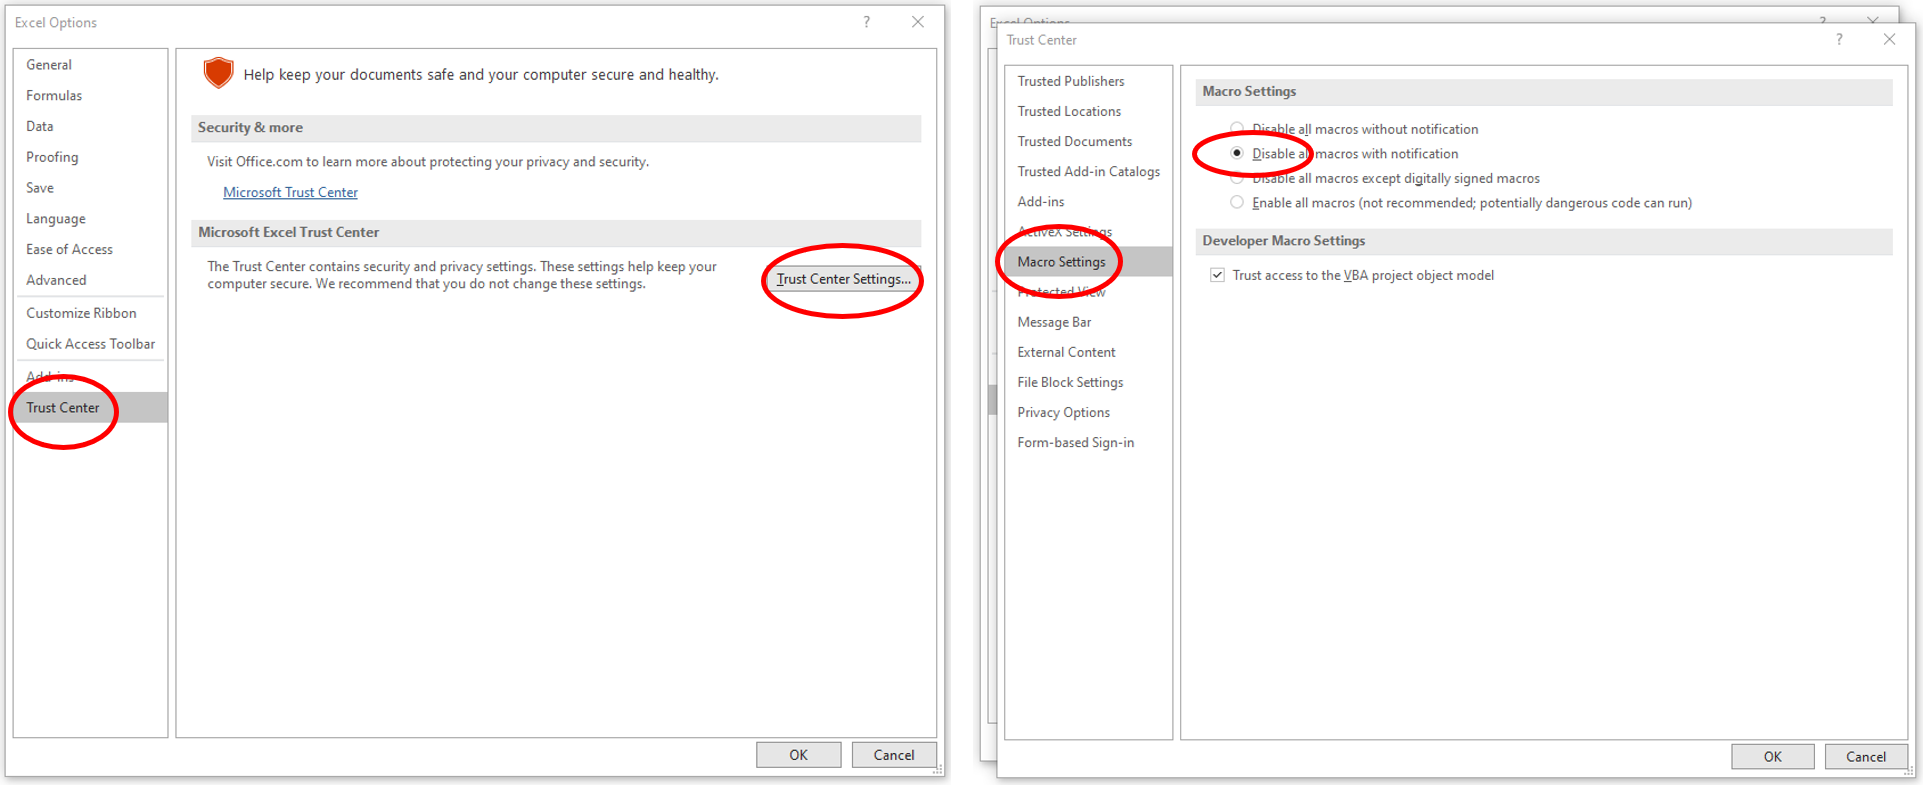 Excel Options
?
General
Formulas
Data
Proofing
Save
Language
Ease of Access
Advanced
Customize Ribbon
Quick Access Toolbar
Add-ins
Trust Center
Help keep your documents safe and your computer secure and healthy.
Security & more
Visit Office.com to learn more about protecting your privacy and security.
Microsoft Trust Center
Microsoft Excel Trust Center
The Trust Center contains security and privacy settings. These settings help keep your
computer secure. We recommend that you do not change these settings.
Trust Center Settings...
OK
Cancel
Excel Options
?
Trust Center
?
Trusted Publishers
Trusted Locations
Trusted Documents
Trusted Add-in Catalogs
Add-ins
ActiveX Settings
Macro Settings
Protected View
Message Bar
External Content
File Block Settings
Privacy Options
Form-based Sign-in
Macro Settings
Disable all macros without notification
Disable all macros with notification
Disable all macros except digitally signed macros
Enable all macros (not recommended; potentially dangerous code can run)
Developer Macro Settings
Trust access to the VBA project object model
OK
Cancel